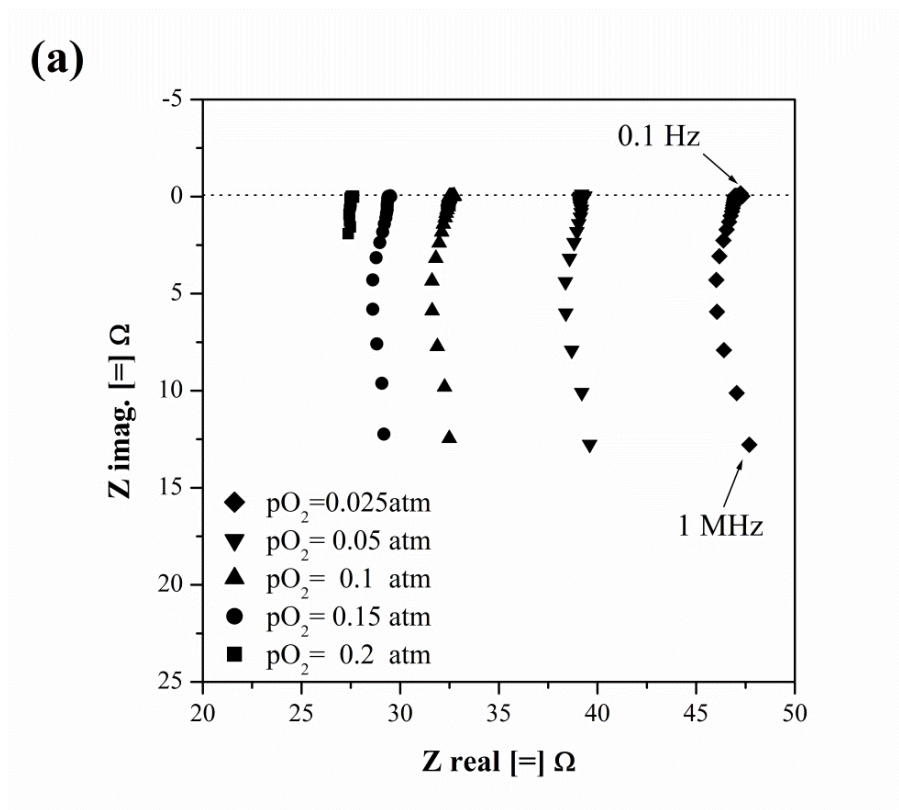 (a)
-5
0
5
10
15
20
25
Z imag. [=] Ω
0.1 Hz
1 MHz
pO₂=0.025atm
pO₂= 0.05 atm
pO₂= 0.1 atm
pO₂= 0.15 atm
pO₂= 0.2 atm
20 25 30 35 40 45 50
Z real [=] Ω